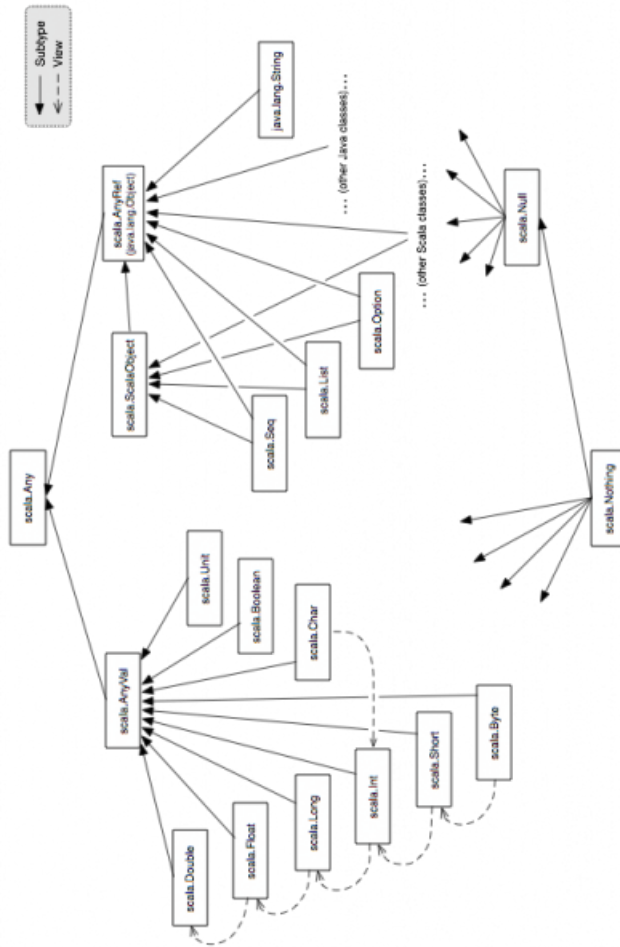 Subtype
View
scala.Any
scala.AnyVal
scala.AnyRef
(java.lang.Object)
scala.Double
scala.Float
scala.Long
scala.Int
scala.Short
scala.Byte
scala.Char
scala.Boolean
scala.Unit
scala.ScalaObject
scala.Seq
scala.List
scala.Option
java.lang.String
... (other Java classes)...
... (other Scala classes)...
scala.Null
scala.Nothing